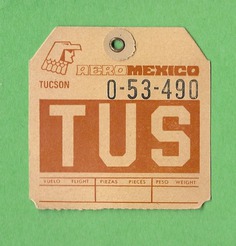 AEROMEXICO
TUCSON
0-53-490
TUS
VUELO FLIGHT PIEZAS PIECES PESO WEIGHT